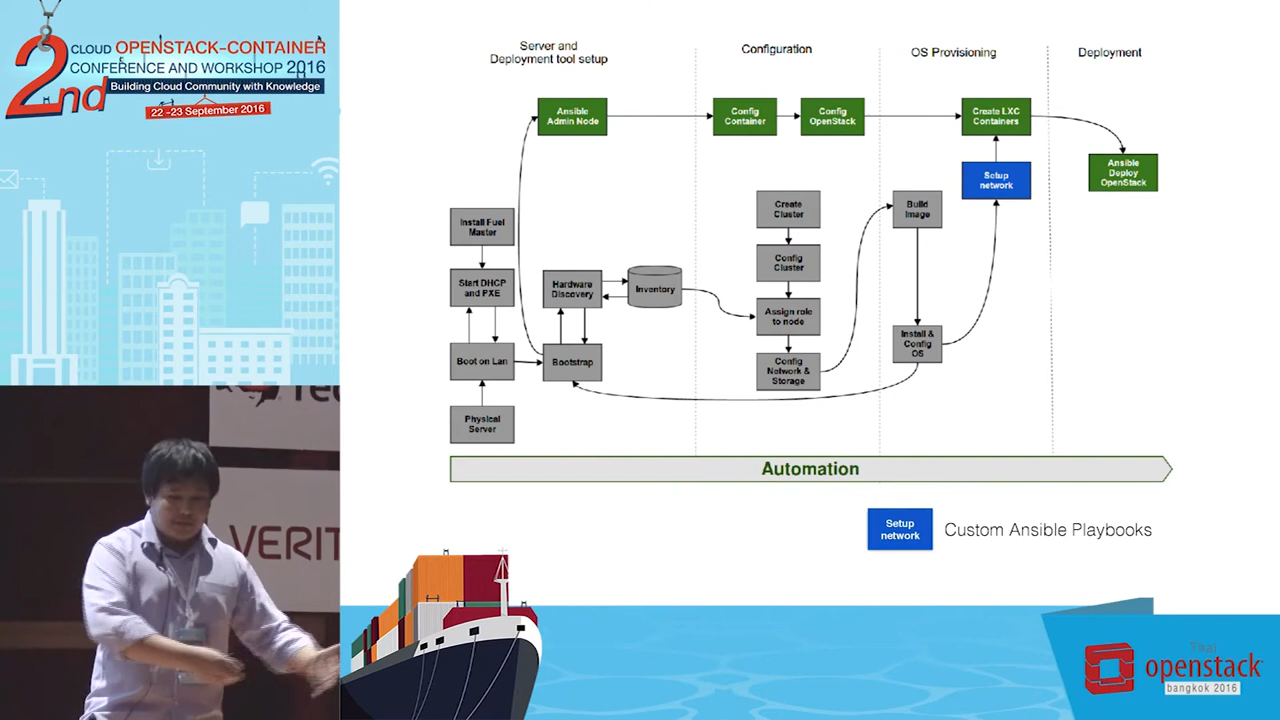 2nd
CLOUD OPENSTACK-CONTAINER
CONFERENCE AND WORKSHOP 2016
Building Cloud Community with Knowledge
22 -23 September 2016
Server and
Deployment tool setup
Configuration
OS Provisioning
Deployment
Ansible
Admin Node
Config
Container
Config
OpenStack
Create LXC
Containers
Ansible
Deploy
OpenStack
Setup
network
Install Fuel
Master
Start DHCP
and PXE
Boot on Lan
Physical
Server
Hardware
Discovery
Inventory
Bootstrap
Create
Cluster
Config
Cluster
Assign role
to node
Config
Network &
Storage
Build
Image
Install &
Config
OS
Automation
Setup
network
Custom Ansible Playbooks
VERIT
Thai
openstack
bangkok 2016